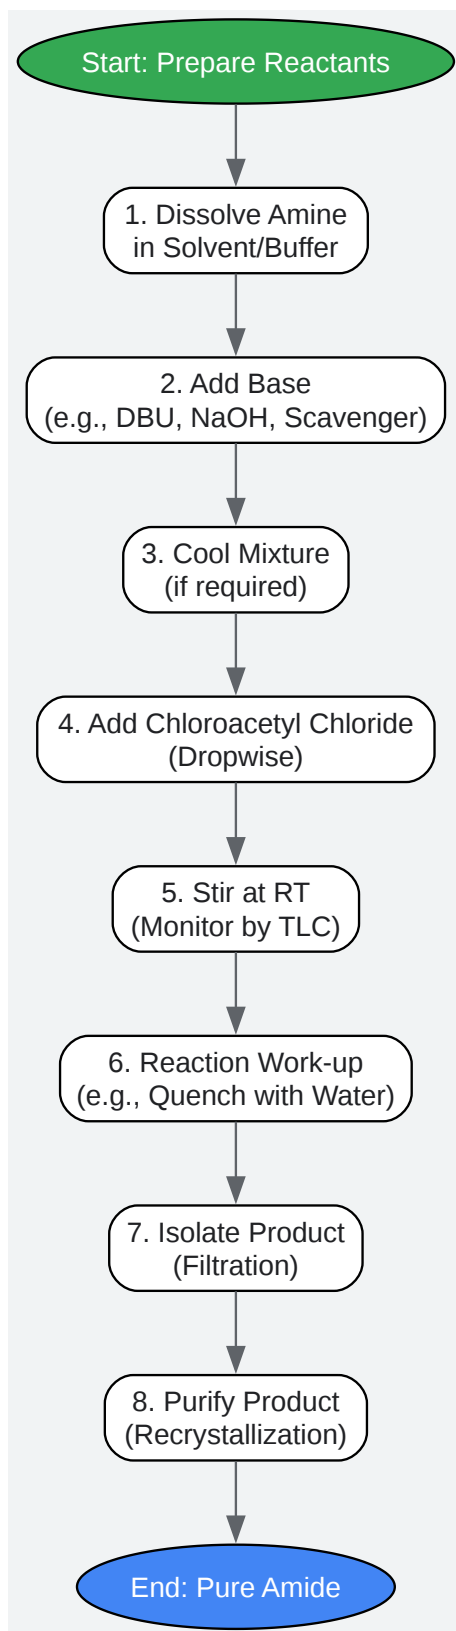 Start: Prepare Reactants
1. Dissolve Amine
in Solvent/Buffer
2. Add Base
(e.g., DBU, NaOH, Scavenger)
3. Cool Mixture
(if required)
4. Add Chloroacetyl Chloride
(Dropwise)
5. Stir at RT
(Monitor by TLC)
6. Reaction Work-up
(e.g., Quench with Water)
7. Isolate Product
(Filtration)
8. Purify Product
(Recrystallization)
End: Pure Amide